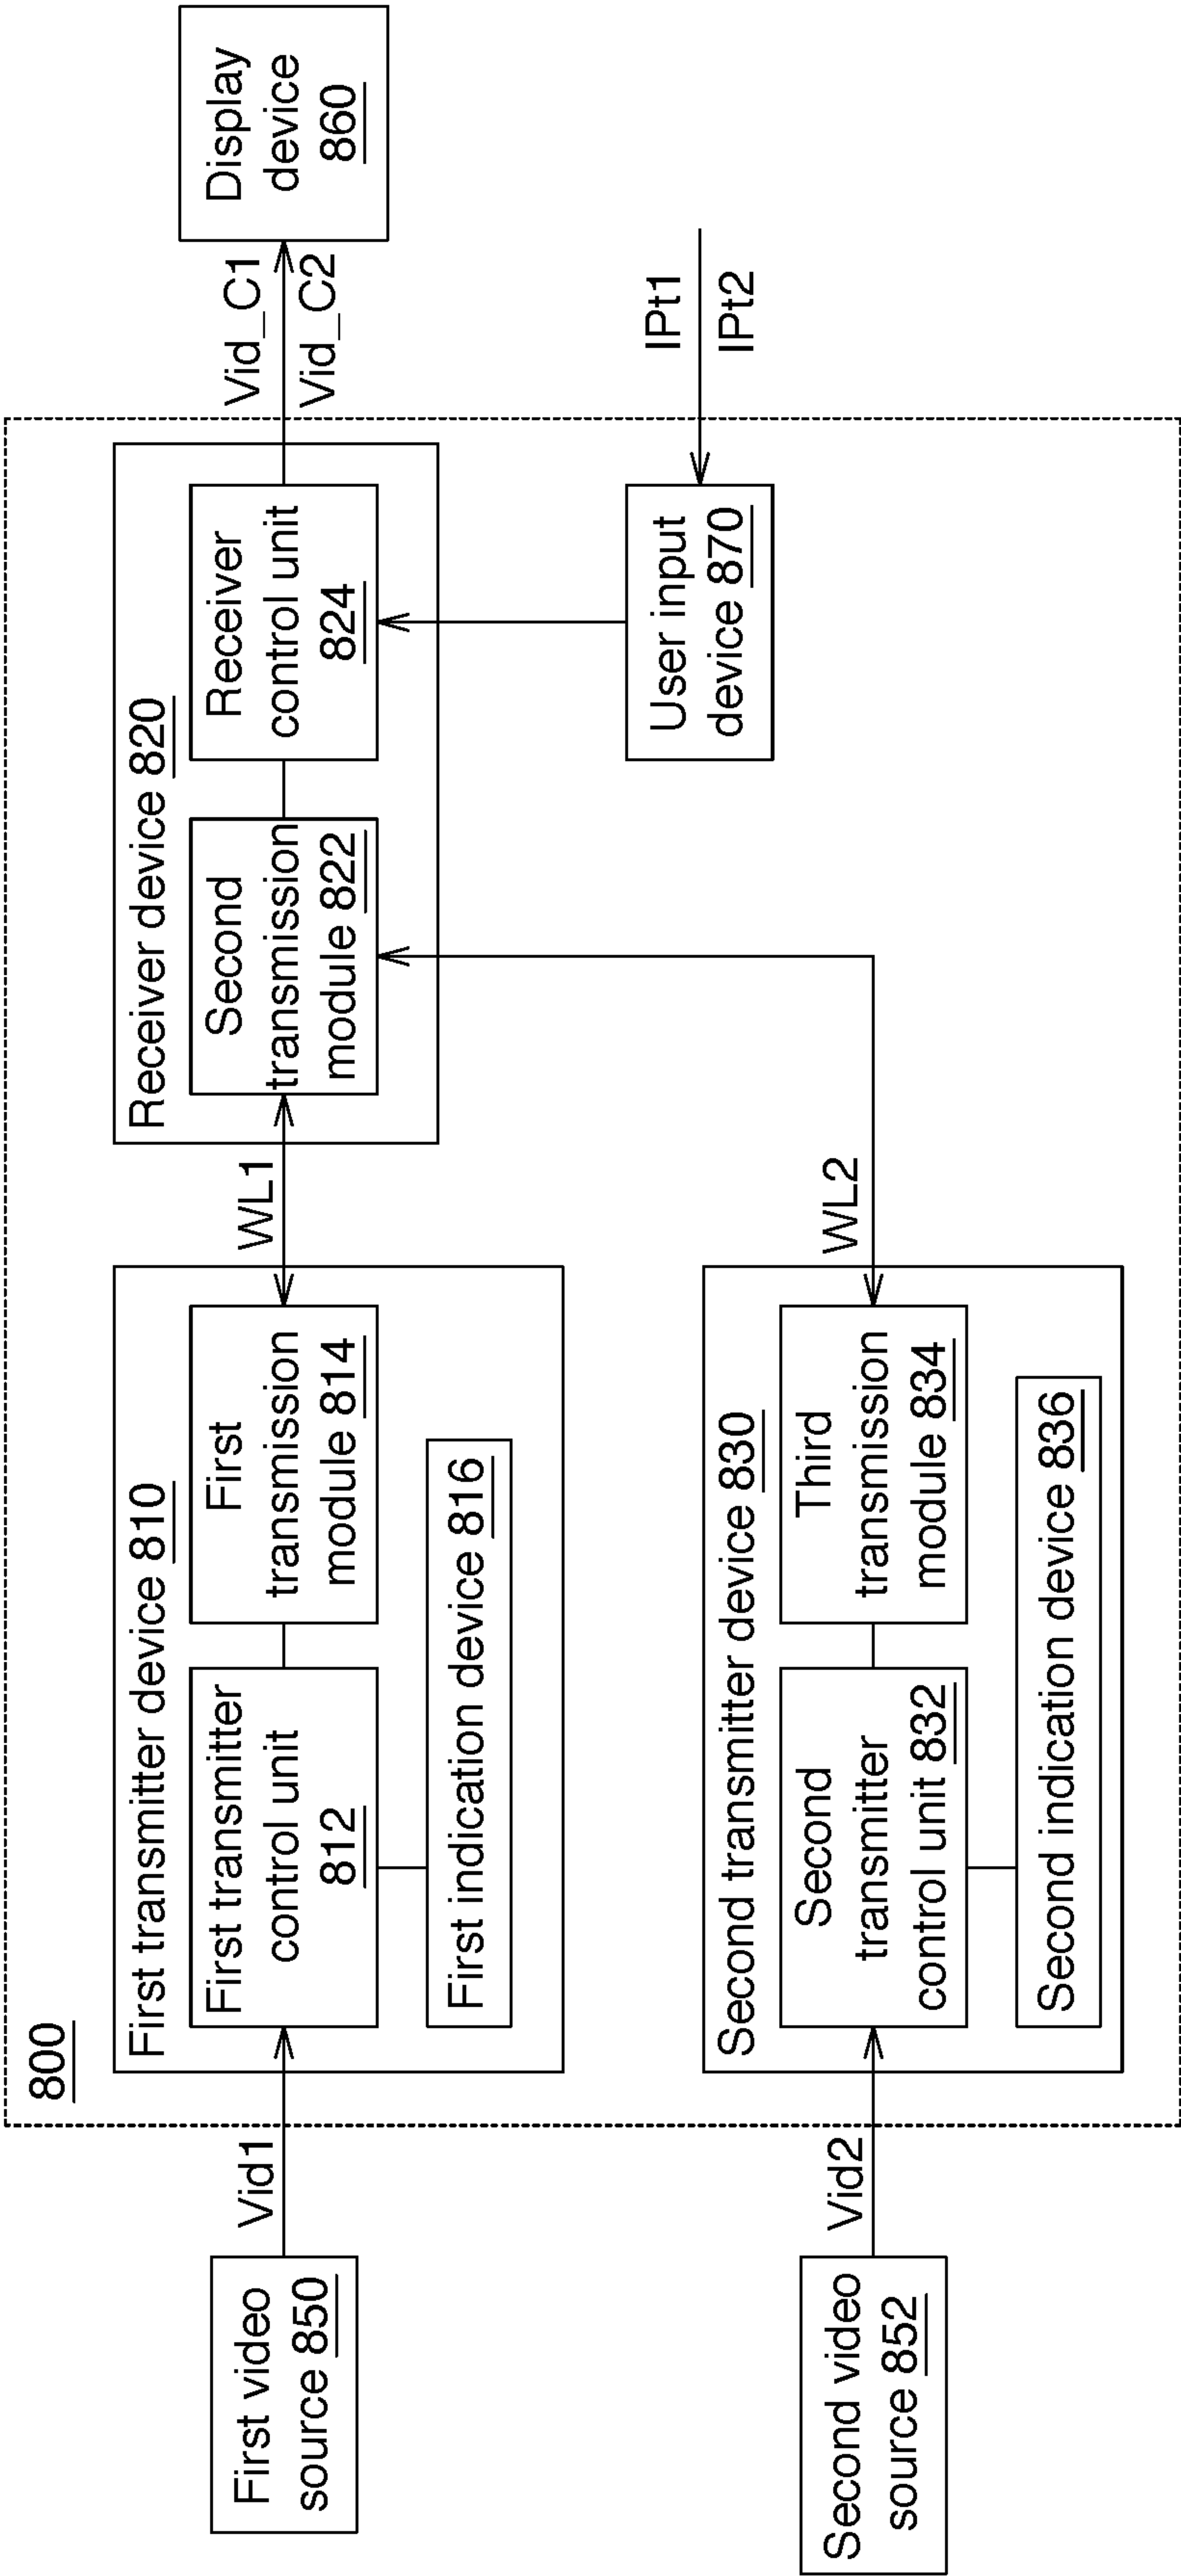 800
First video
source 850
Vid1
First transmitter device 810
First transmitter
control unit
812
First
transmission
module 814
First indication device 816
WL1
Receiver device 820
Second
transmission
module 822
Receiver
control unit
824
Vid_C1
Vid_C2
Display
device
860
Second video
source 852
Vid2
Second transmitter device 830
Second
transmitter
control unit 832
Third
transmission
module 834
Second indication device 836
WL2
User input
device 870
IPt1
IPt2